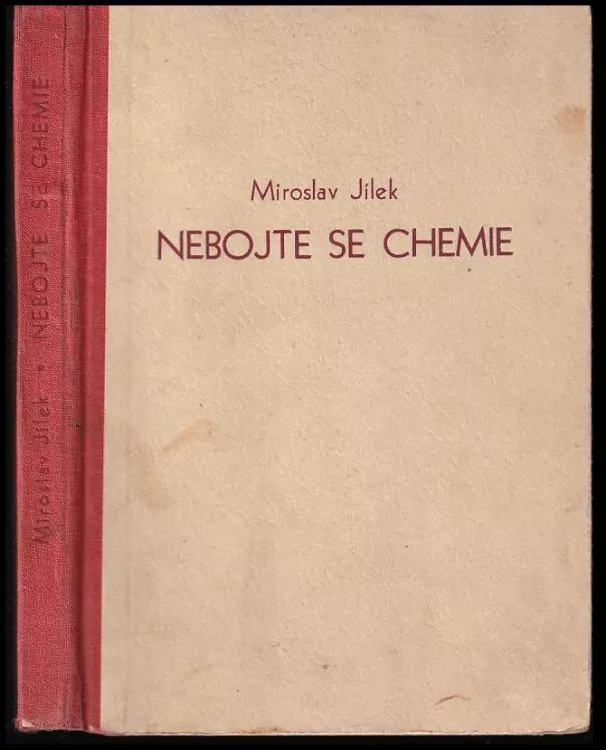 Miroslav Jílek
NEBOJTE SE CHEMIE
Miroslav Jílek • NEBOJTE SE CHEMIE